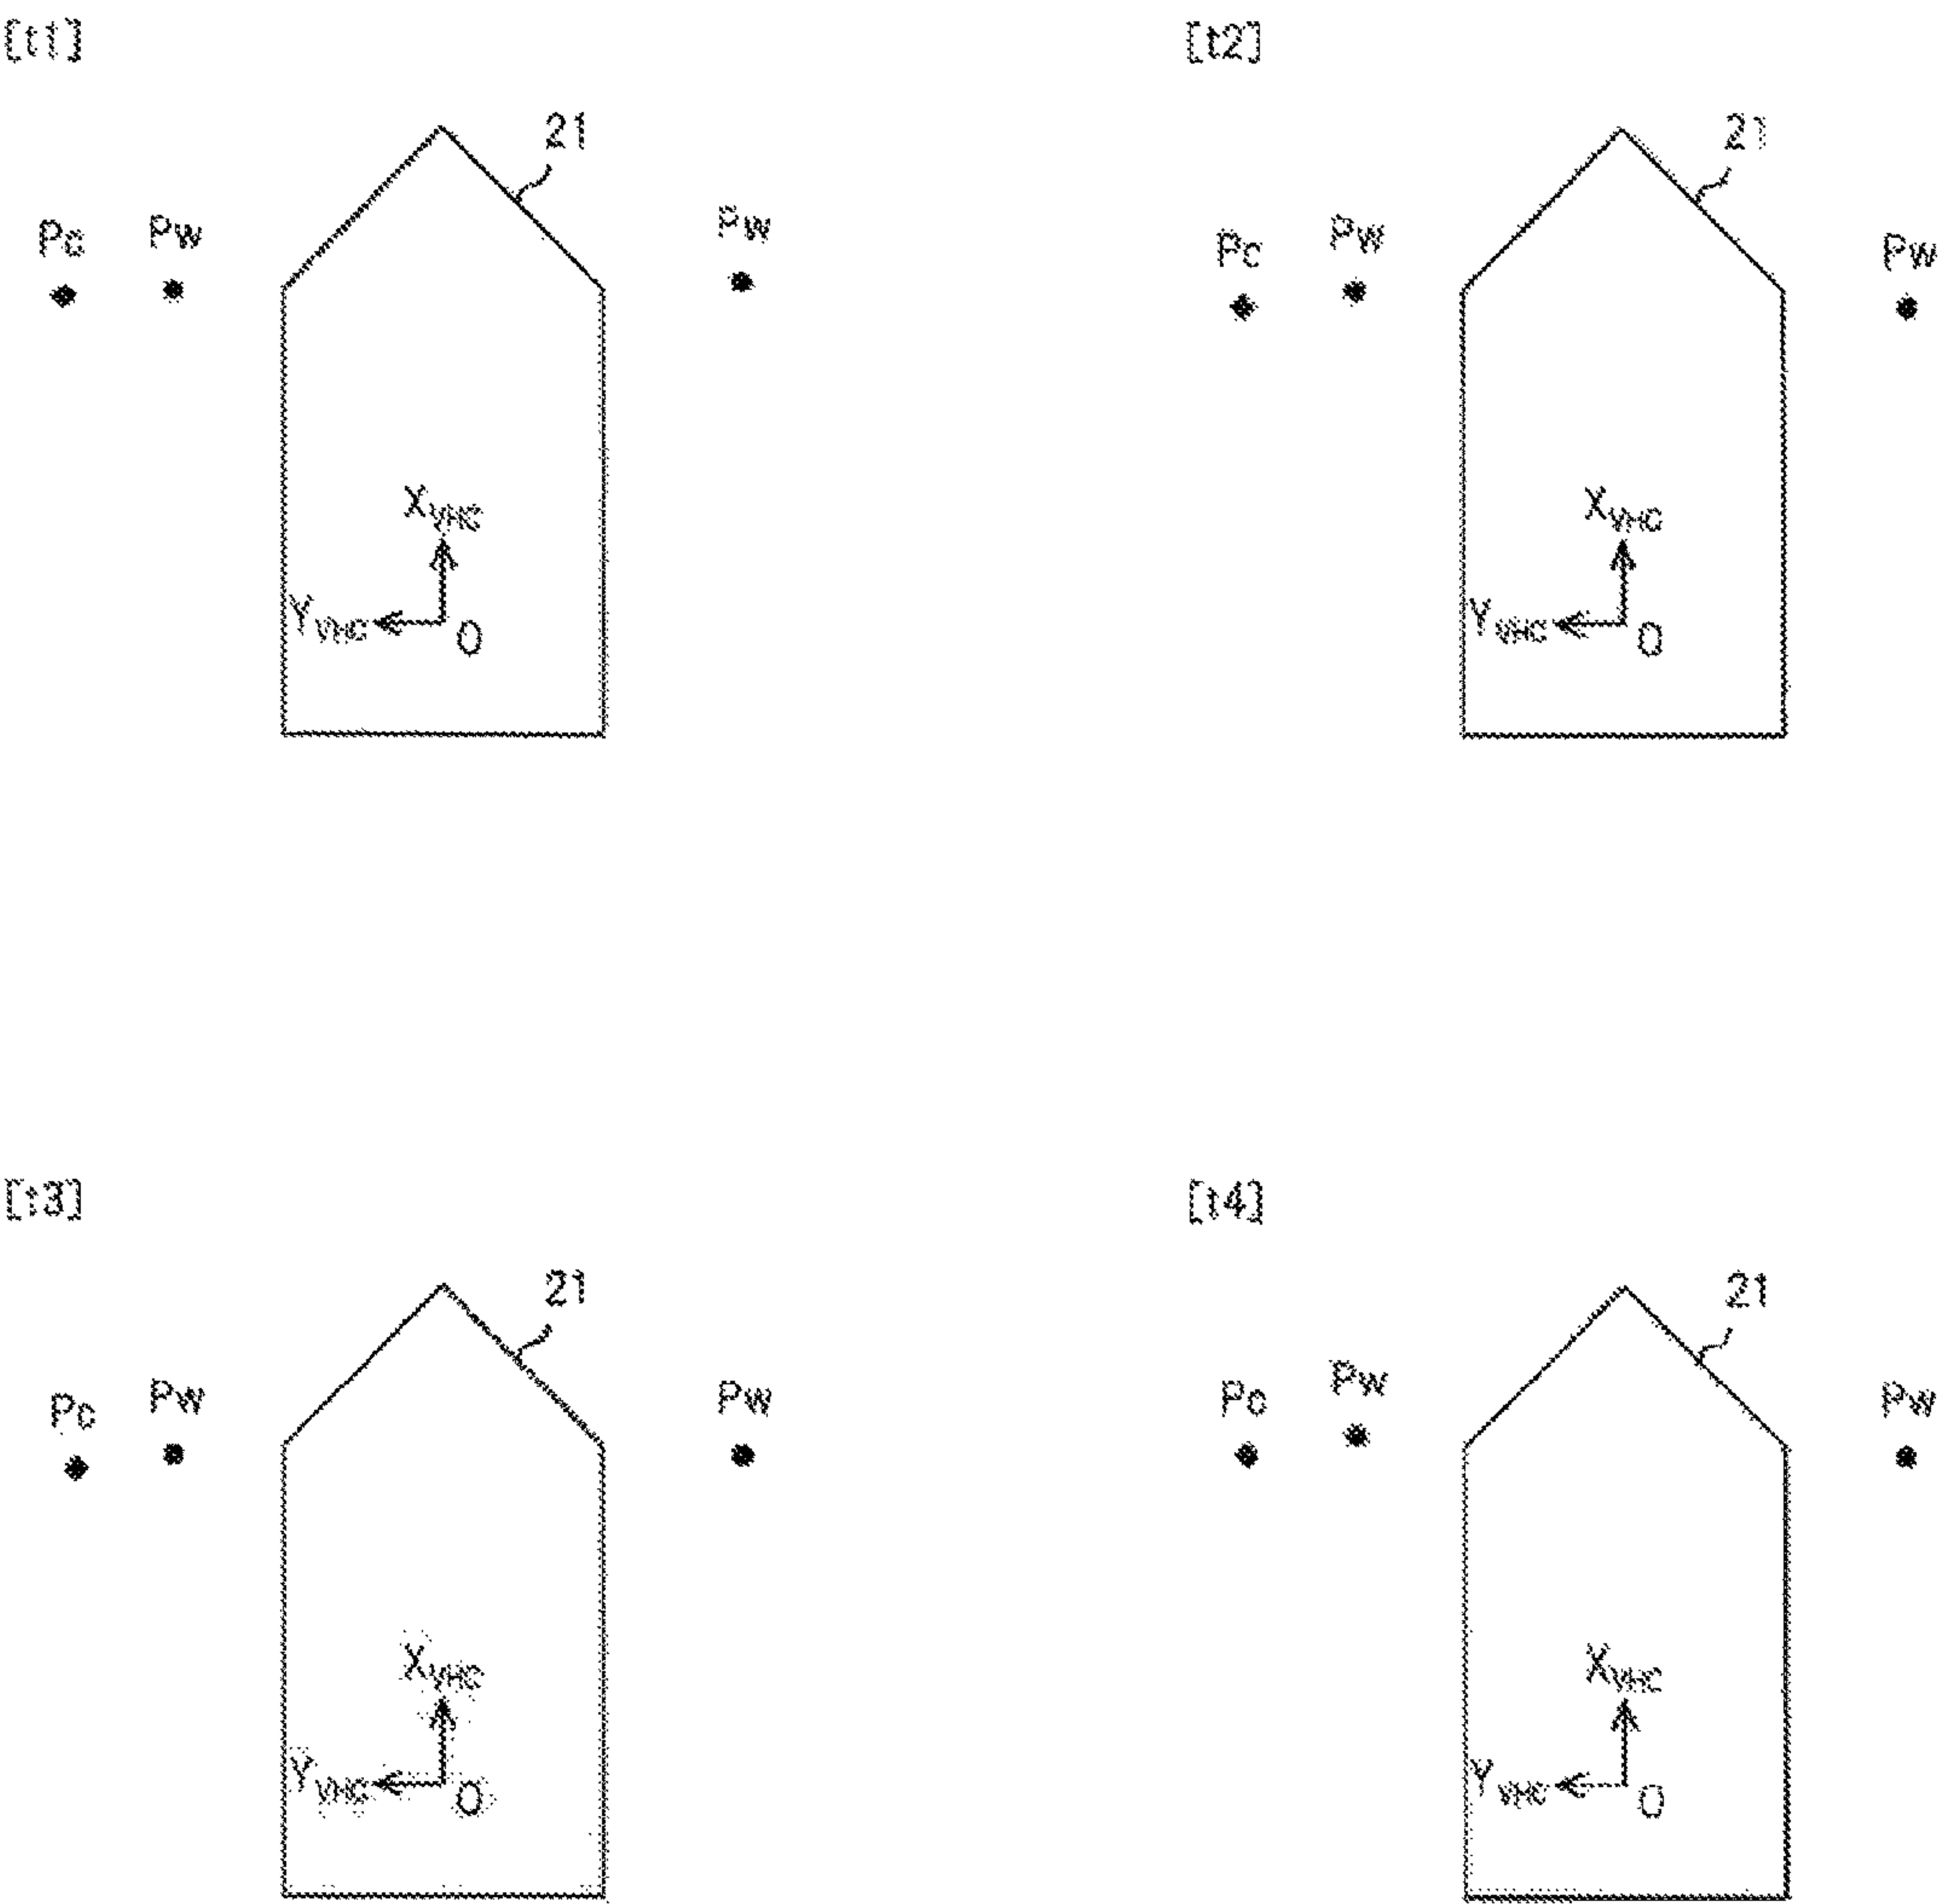 [t1]
21
Pc Pw Pw
XVHC
YVHC O
[t2]
21
Pc Pw Pw
XVHC
YVHC O
[t3]
21
Pc Pw Pw
XVHC
YVHC O
[t4]
21
Pc Pw Pw
XVHC
YVHC O